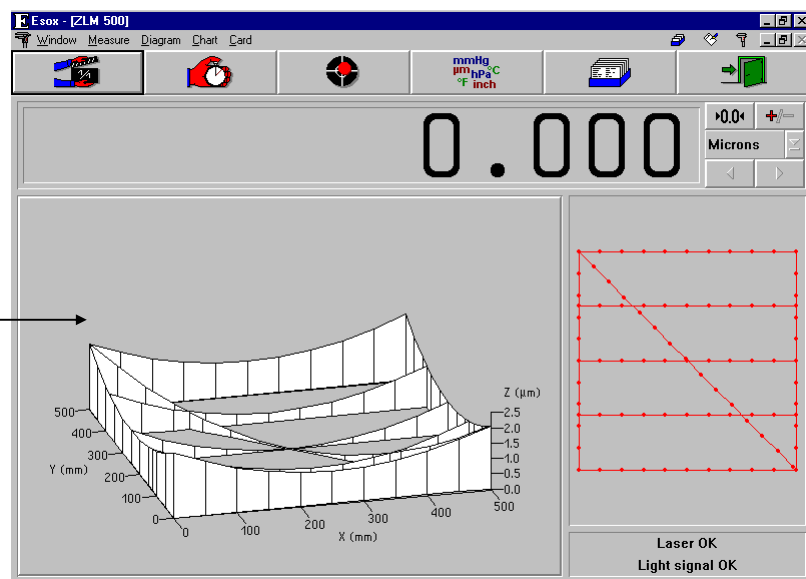 Esox - [ZLM 500]
Window Measure Diagram Chart Card
1/4
mmHg
µm hPa °C
°F inch
0.000
0.0
+/-
Microns
Z (µm)
2.5
2.0
1.5
1.0
0.5
0.0
500
400
300
200
100
0
Y (mm)
0
100
200
300
400
500
X (mm)
Laser OK
Light signal OK